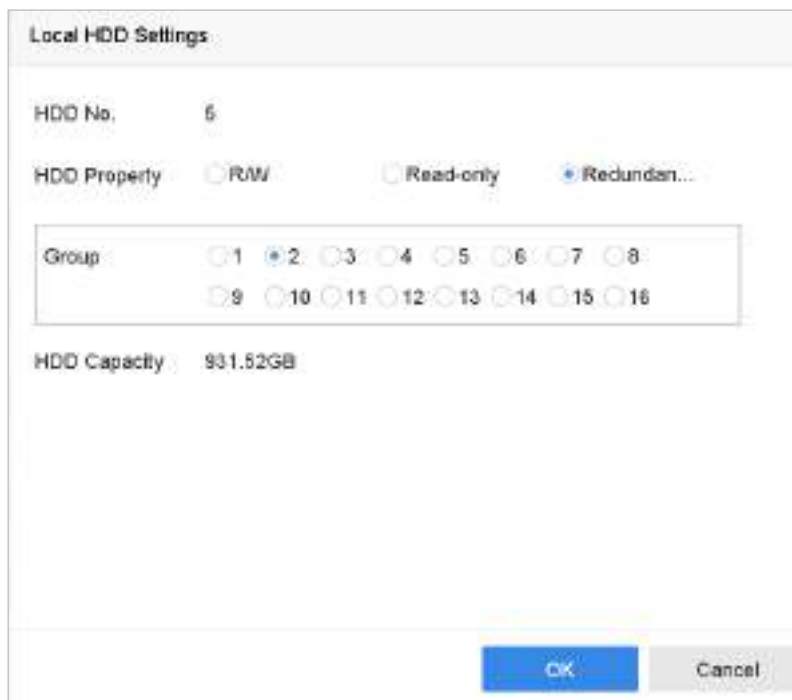 Local HDD Settings
HDD No. 5
HDD Property R/W Read-only Redundan...
Group 1 2 3 4 5 6 7 8
9 10 11 12 13 14 15 16
HDD Capacity 931.52GB
OK Cancel